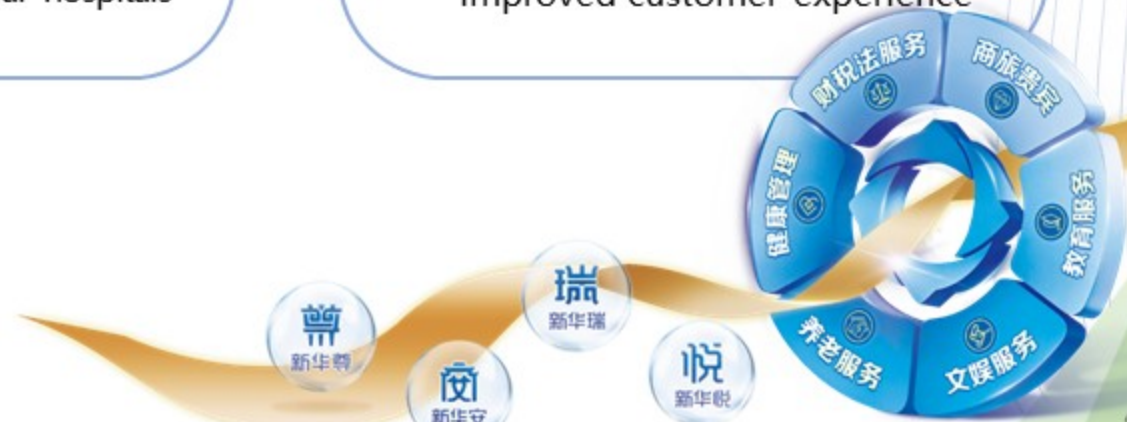 hospitals
improved customer experience
财税法服务
商旅贵宾
健康管理
教育服务
养老服务
文娱服务
瑞
新华瑞
尊
新华尊
悦
新华悦
安
新华安